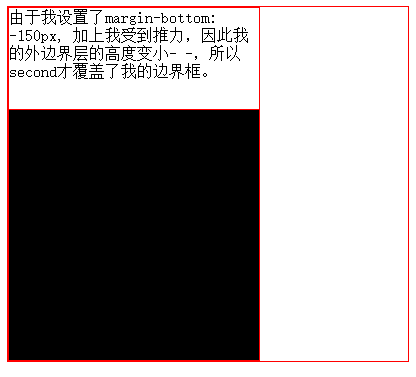 由于我设置了margin-bottom:
-150px, 加上我受到推力，因此我
的外边界层的高度变小- -，所以
second才覆盖了我的边界框。